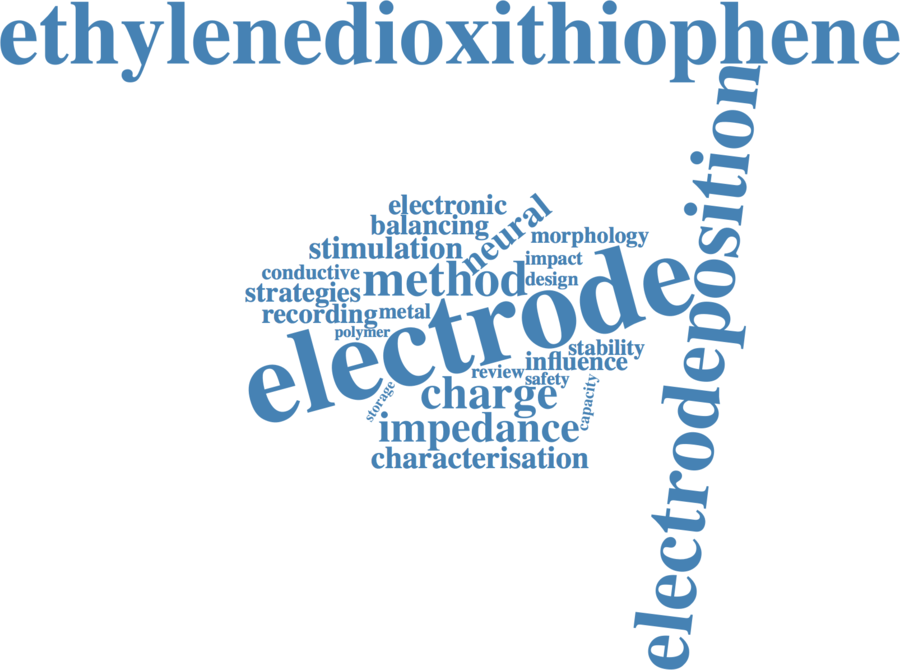 ethylenedioxithiophene
electrodeposition
electronic
balancing
neural
stimulation
morphology
conductive
method
impact
strategies
design
recording
metal
electrode
polymer
stability
influence
review
safety
storage
charge
capacity
impedance
characterisation